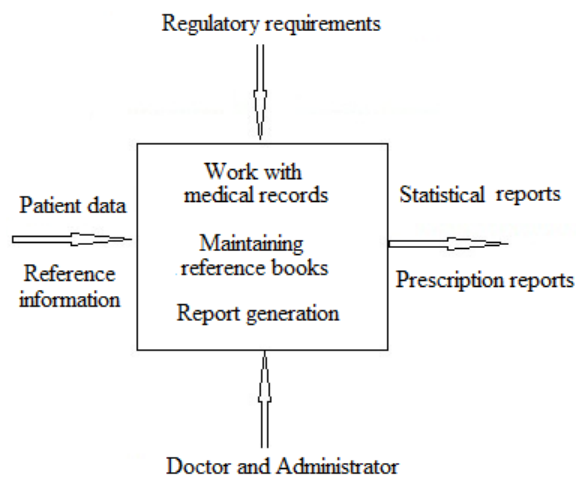 Regulatory requirements
Work with
medical records
Patient data
Statistical reports
Maintaining
reference books
Reference
information
Prescription reports
Report generation
Doctor and Administrator